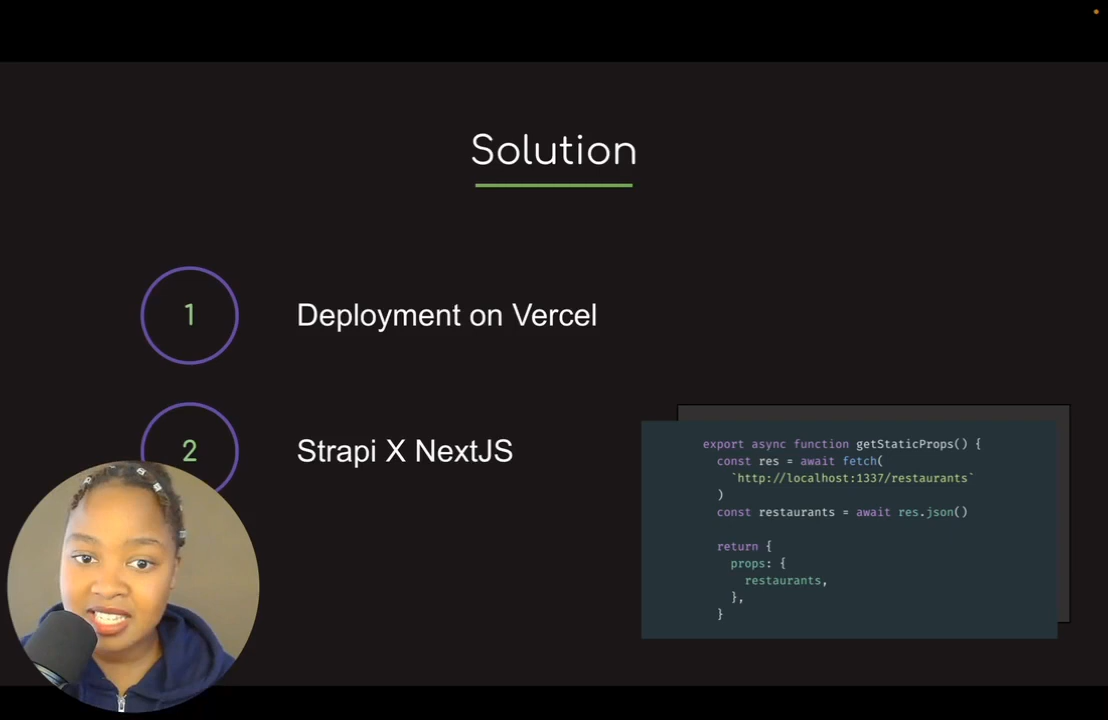 Solution
1
Deployment on Vercel
2
Strapi X NextJS
export async function getStaticProps() {
  const res = await fetch(
    `http://localhost:1337/restaurants`
  )
  const restaurants = await res.json()

  return {
    props: {
      restaurants,
    },
  }